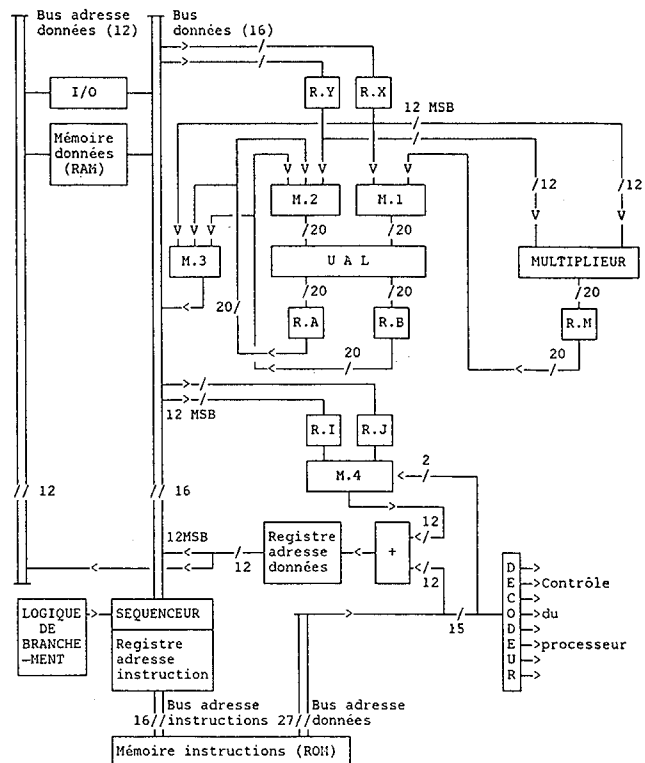 Bus adresse
données (12)
Bus
données (16)
I/O
R.Y
R.X
12 MSB
Mémoire
données
(RAM)
12
12
M.2
M.1
20
20
M.3
U A L
MULTIPLIEUR
20
20
20
20
R.A
R.B
R.M
20
20
12 MSB
R.I
R.J
2
M.4
12
16
12
12MSB
Registre
adresse
données
+
12
12
D
E
C
O
D
E
U
R
Contrôle
du
processeur
LOGIQUE
DE
BRANCHE
-MENT
SEQUENCEUR
15
Registre
adresse
instruction
Bus adresse
16 instructions
Bus adresse
27 données
Mémoire instructions (ROM)